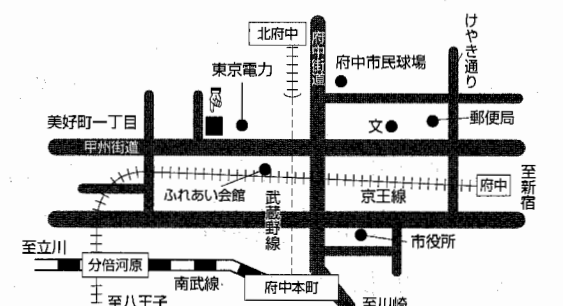 北府中
府中街道
けやき通り
東京電力
府中市民球場
美好町一丁目
文
郵便局
甲州街道
ふれあい会館
武蔵野線
京王線
府中
至新宿
至立川
分倍河原
南武線
市役所
府中本町
至八王子
至川崎